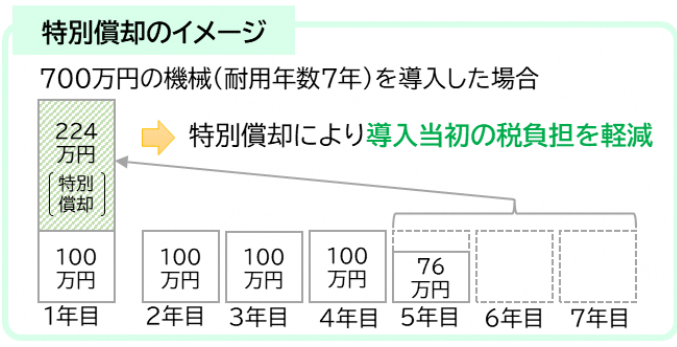 特別償却のイメージ
700万円の機械(耐用年数7年)を導入した場合
224
万円
特別
償却
特別償却により導入当初の税負担を軽減
100
万円
100
万円
100
万円
100
万円
76
万円
1年目
2年目
3年目
4年目
5年目
6年目
7年目